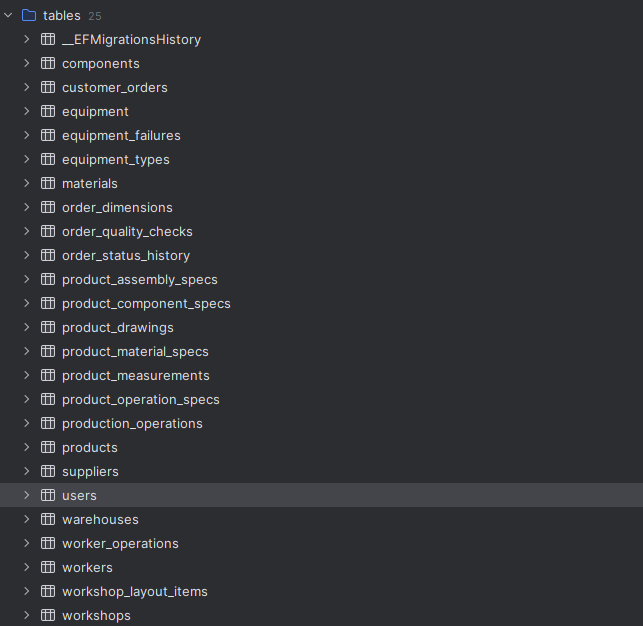 tables 25
__EFMigrationsHistory
components
customer_orders
equipment
equipment_failures
equipment_types
materials
order_dimensions
order_quality_checks
order_status_history
product_assembly_specs
product_component_specs
product_drawings
product_material_specs
product_measurements
product_operation_specs
production_operations
products
suppliers
users
warehouses
worker_operations
workers
workshop_layout_items
workshops